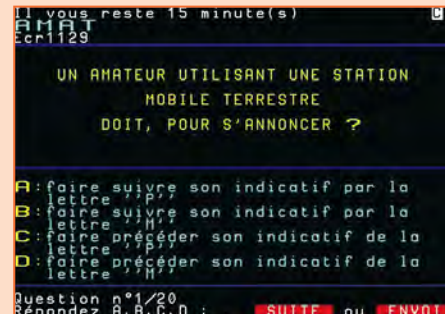 Il vous reste 15 minute(s) C
AMAT
Ecr1129
UN AMATEUR UTILISANT UNE STATION
MOBILE TERRESTRE
DOIT, POUR S'ANNONCER ?
A:faire suivre son indicatif par la
lettre ''P''
B:faire suivre son indicatif par la
lettre ''M''
C:faire précéder son indicatif de la
lettre ''P''
D:faire précéder son indicatif de la
lettre ''M''
Question n°1/20
Répondez A,B,C,D : SUITE ou ENVOI